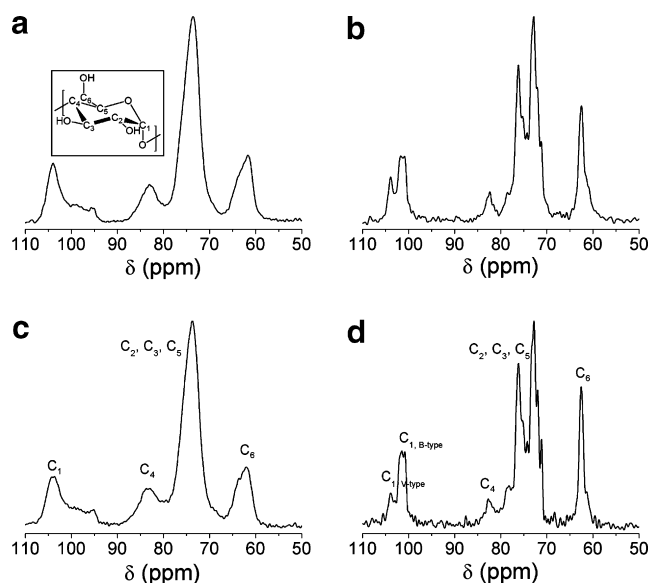 a
OH
C6
C4
C5
O
HO
C3
C2
OH
C1
O
110 100 90 80 70 60 50
δ (ppm)
b
110 100 90 80 70 60 50
δ (ppm)
c
C2, C3, C5
C1
C4
C6
110 100 90 80 70 60 50
δ (ppm)
d
C2, C3, C5
C6
C1, B-type
C1, V-type
C4
110 100 90 80 70 60 50
δ (ppm)